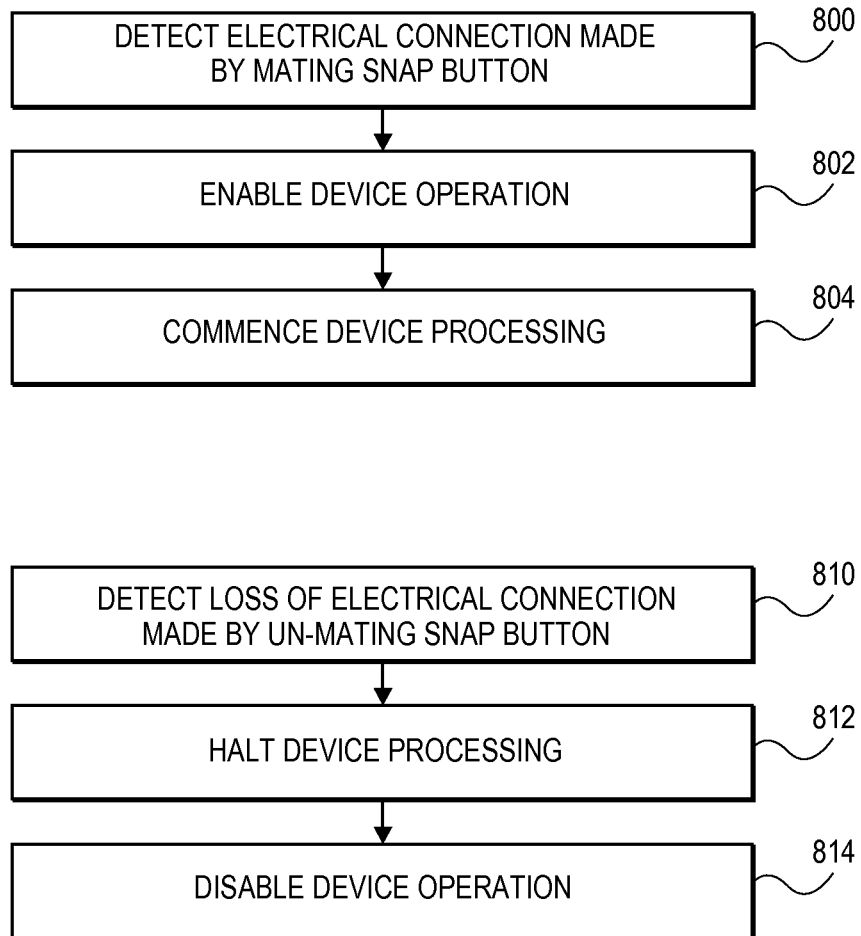 DETECT ELECTRICAL CONNECTION MADE
BY MATING SNAP BUTTON
800
ENABLE DEVICE OPERATION
802
COMMENCE DEVICE PROCESSING
804
DETECT LOSS OF ELECTRICAL CONNECTION
MADE BY UN-MATING SNAP BUTTON
810
HALT DEVICE PROCESSING
812
DISABLE DEVICE OPERATION
814